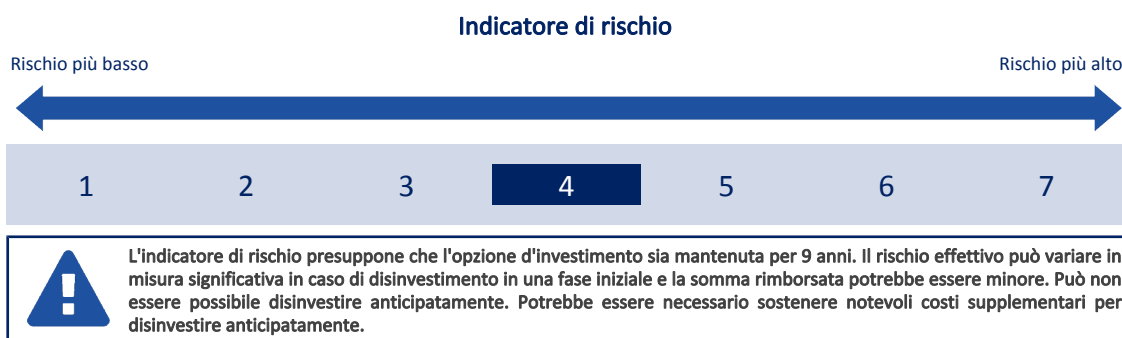 Indicatore di rischio
Rischio più basso Rischio più alto
1 2 3 4 5 6 7
L'indicatore di rischio presuppone che l'opzione d'investimento sia mantenuta per 9 anni. Il rischio effettivo può variare in
misura significativa in caso di disinvestimento in una fase iniziale e la somma rimborsata potrebbe essere minore. Può non
essere possibile disinvestire anticipatamente. Potrebbe essere necessario sostenere notevoli costi supplementari per
disinvestire anticipatamente.